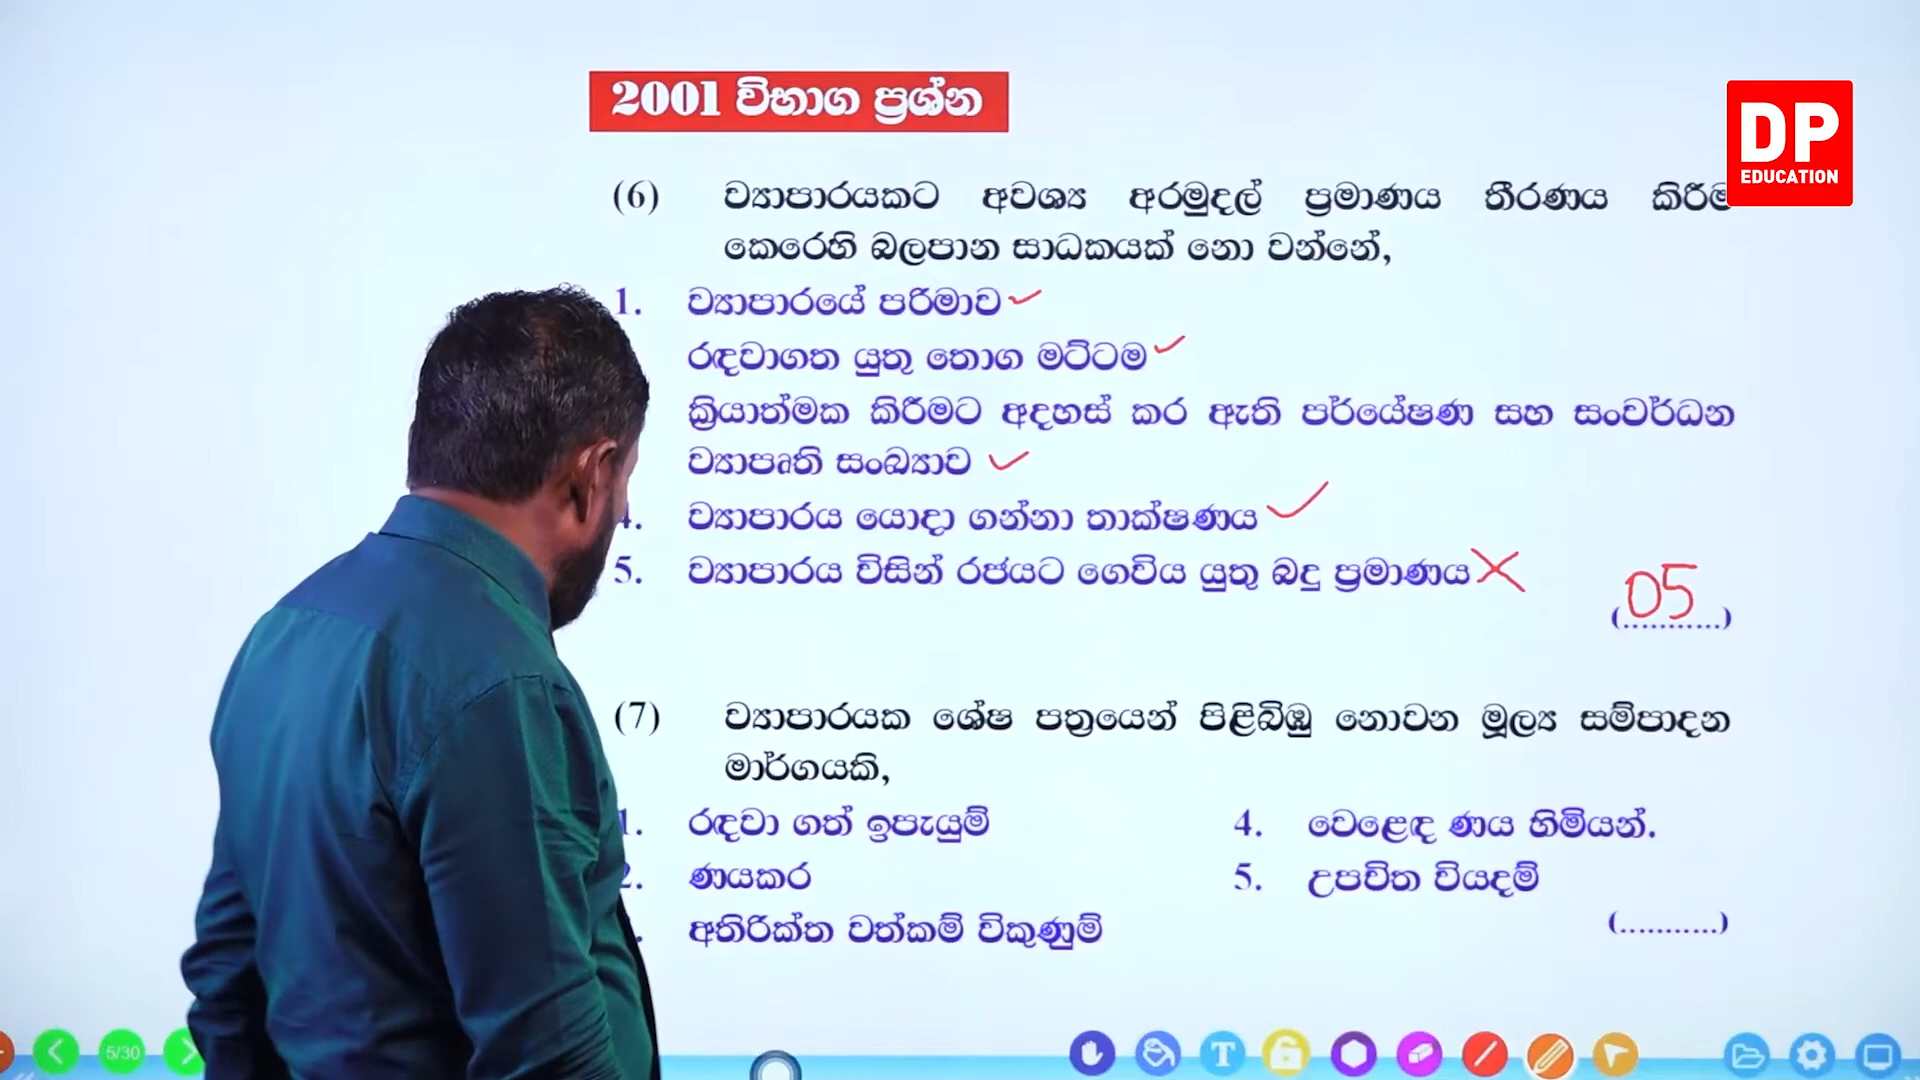 2001 විභාග ප්‍රශ්න
DP
EDUCATION
(6) ව්‍යාපාරයකට අවශ්‍ය අරමුදල් ප්‍රමාණය තීරණය කිරීම
කෙරෙහි බලපාන සාධකයක් නො වන්නේ,
1. ව්‍යාපාරයේ පරිමාව
රඳවාගත යුතු තොග මට්ටම
ක්‍රියාත්මක කිරීමට අදහස් කර ඇති පර්යේෂණ සහ සංවර්ධන
ව්‍යාපෘති සංඛ්‍යාව
4. ව්‍යාපාරය යොදා ගන්නා තාක්ෂණය
5. ව්‍යාපාරය විසින් රජයට ගෙවිය යුතු බදු ප්‍රමාණය
(05)
(7) ව්‍යාපාරයක ශේෂ පත්‍රයෙන් පිළිබිඹු නොවන මූල්‍ය සම්පාදන
මාර්ගයකි,
1. රඳවා ගත් ඉපැයුම්
2. ණයකර
. අතිරික්ත වත්කම් විකුණුම්
4. වෙළෙඳ ණය හිමියන්.
5. උපචිත වියදම්
(...........)
5/30
T